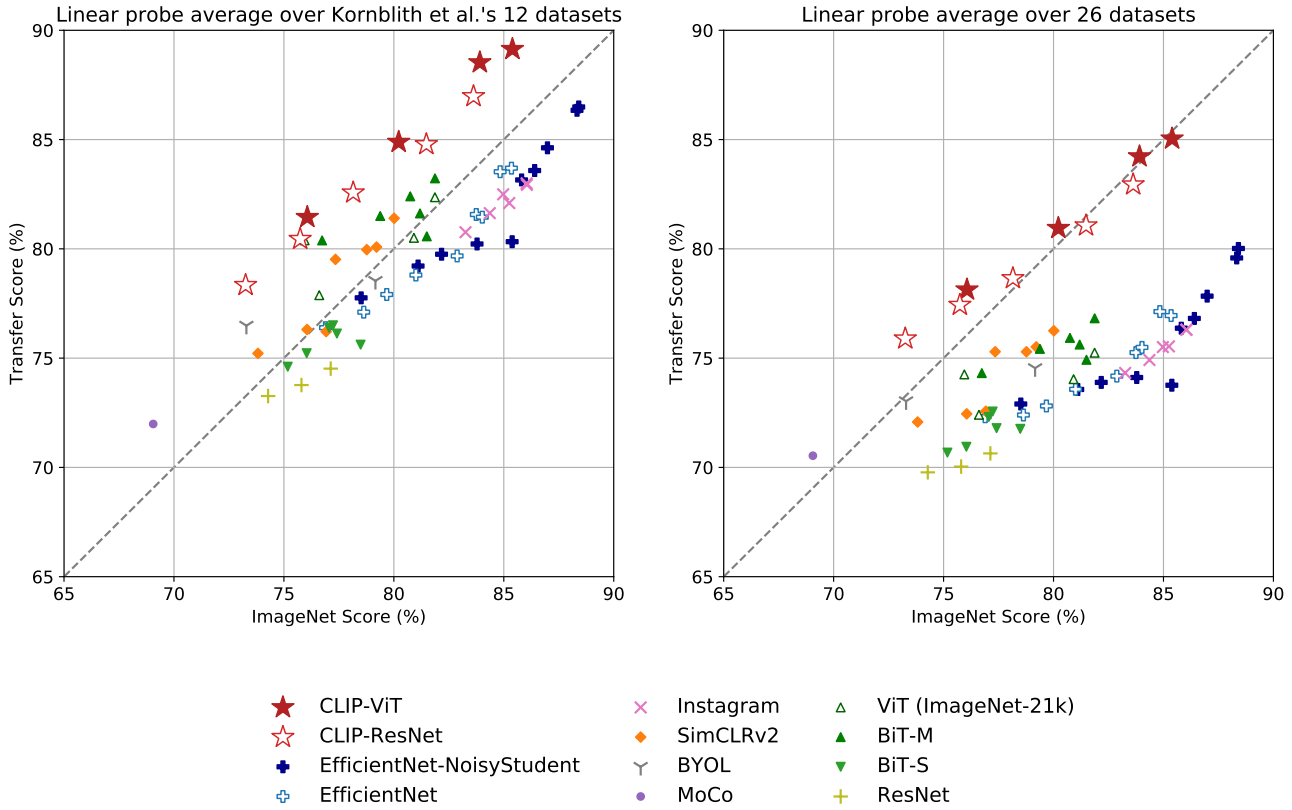 Linear probe average over Kornblith et al.'s 12 datasets
90
85
80
75
70
65
65 70 75 80 85 90
Transfer Score (%)
ImageNet Score (%)
Linear probe average over 26 datasets
90
85
80
75
70
65
65 70 75 80 85 90
Transfer Score (%)
ImageNet Score (%)
CLIP-ViT
CLIP-ResNet
EfficientNet-NoisyStudent
EfficientNet
Instagram
SimCLRv2
BYOL
MoCo
ViT (ImageNet-21k)
BiT-M
BiT-S
ResNet